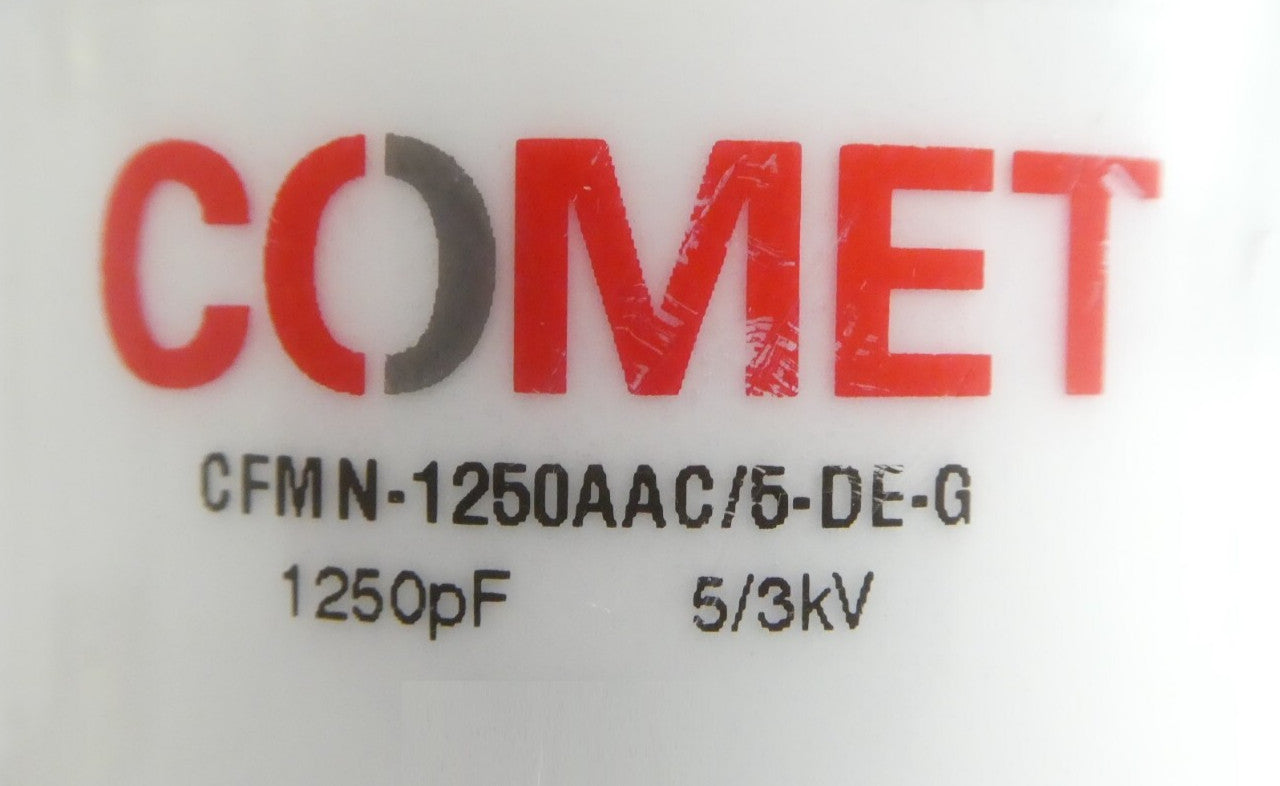 COMET
CFMN-1250AAC/5-DE-G
1250pF 5/3kV